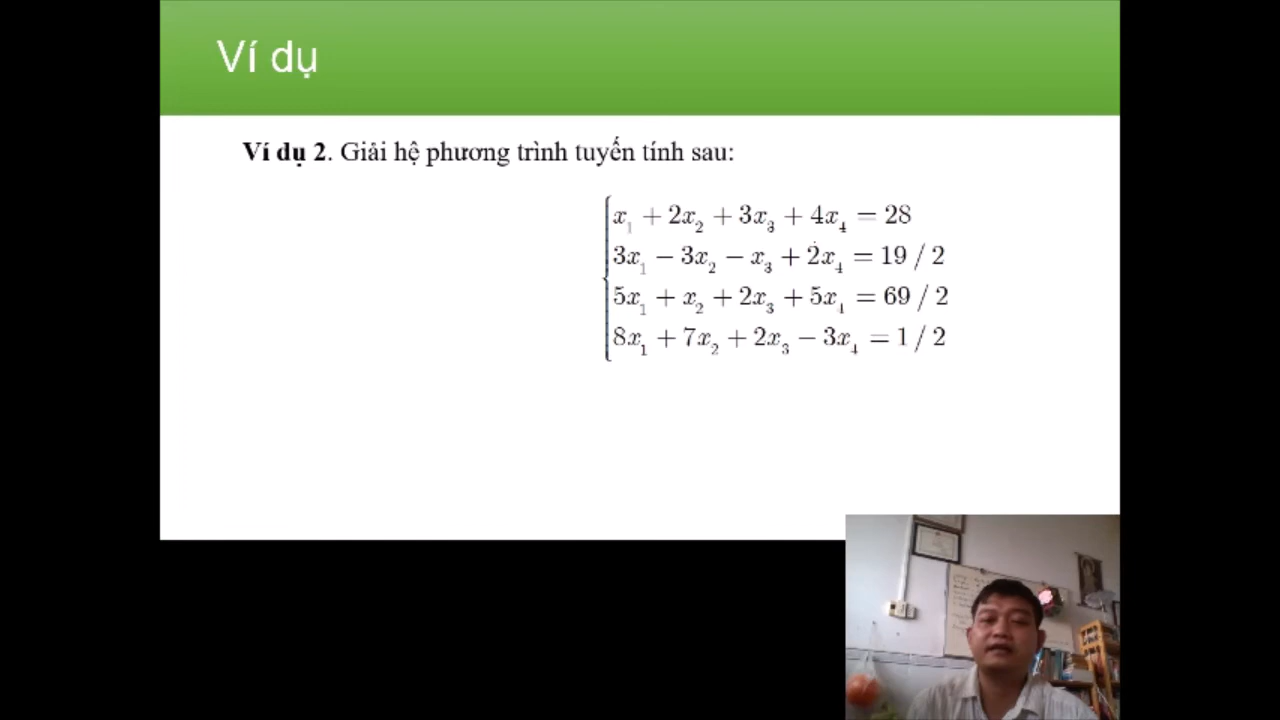 Ví dụ
Ví dụ 2. Giải hệ phương trình tuyến tính sau:
x₁ + 2x₂ + 3x₃ + 4x₄ = 28
3x₁ − 3x₂ − x₃ + 2x₄ = 19 / 2
5x₁ + x₂ + 2x₃ + 5x₄ = 69 / 2
8x₁ + 7x₂ + 2x₃ − 3x₄ = 1 / 2